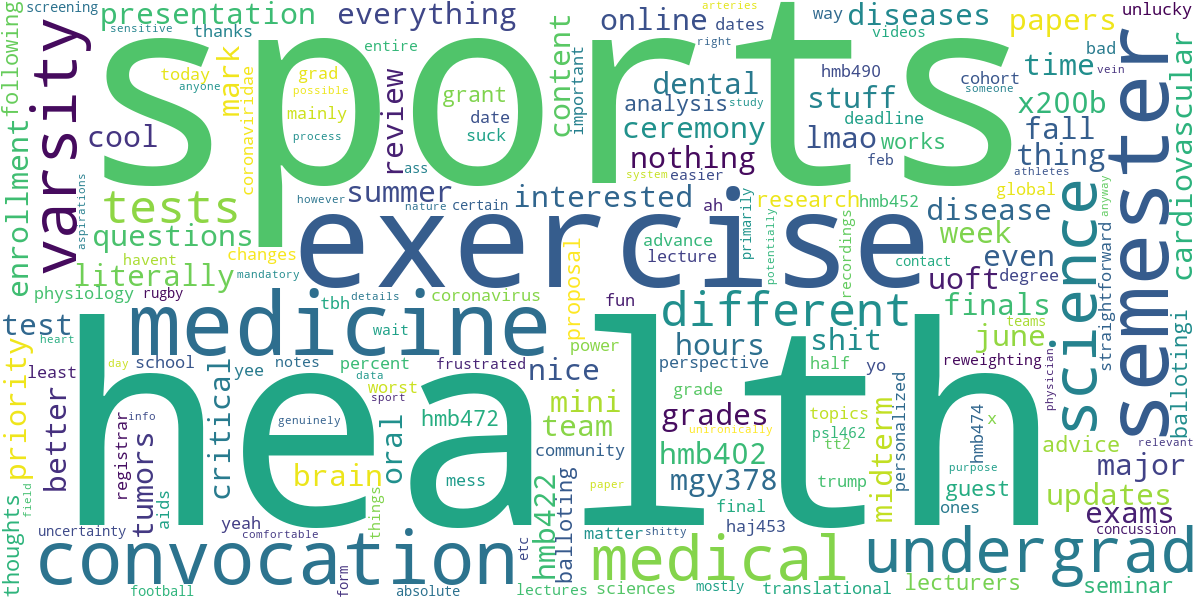 screening
presentation
everything
online
arteries
dates
way
diseases
papers
unlucky
sensitive
thanks
entire
right
videos
bad
following
varsity
sports
semester
today
anyone
mark
coronaviridae
grad
possible
mainly
process
review
grant
date
suck
content
important
dental
analysis
study
ceremony
hmb490
stuff
deadline
cohort
someone
x200b
time
vein
fall
cool
nothing
lmao
works
feb
thing
athletes
cardiovascular
enrollment
tests
questions
literally
aspirations
however
summer
ass
nature
certain
interested
system
easier
ah
primarily
research
hmb452
global
disease
anyway
week
changes
havent
mandatory
exercise
advance
lecture
potentially
recordings
contact
even
uoft
degree
straightforward
science
physiology
rugby
medicine
tbh
details
coronavirus
proposal
fun
different
finals
teams
june
test
heart
health
wait
power
hours
shit
perspective
half
yo
reweighting
physician
ballotingi
priority
least
day
school
critical
yee
notes
percent
data
worst
sport
frustrated
nice
grade
personalized
better
registrar
info
tumors
genuinely
oral
hmb472
mini
team
grades
unironically
topics
psl462
tt2
midterm
hmb474
x
advice
relevant
major
field
aids
brain
mess
community
hmb402
mgy378
trump
purpose
guest
updates
thoughts
uncertainty
yeah
comfortable
things
etc
hmb422
balloting
paper
final
haj453
matter
shitty
ones
exams
concussion
convocation
form
football
absolute
lectures
sciences
medical
mostly
translational
undergrad
lecturers
seminar